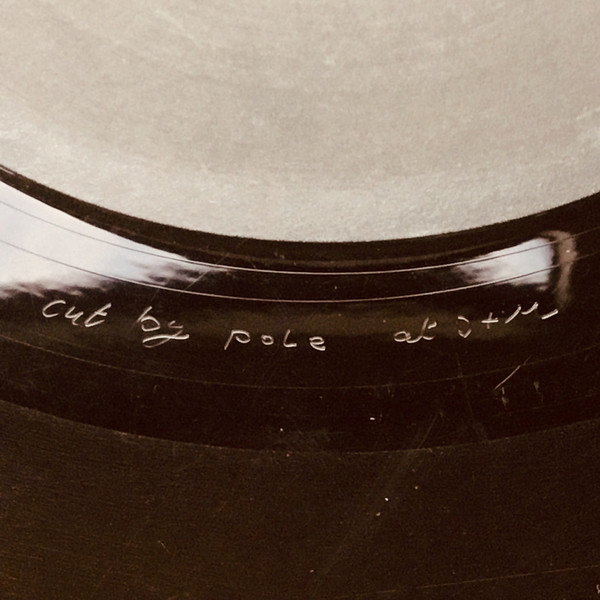 cut by pole at d+m-